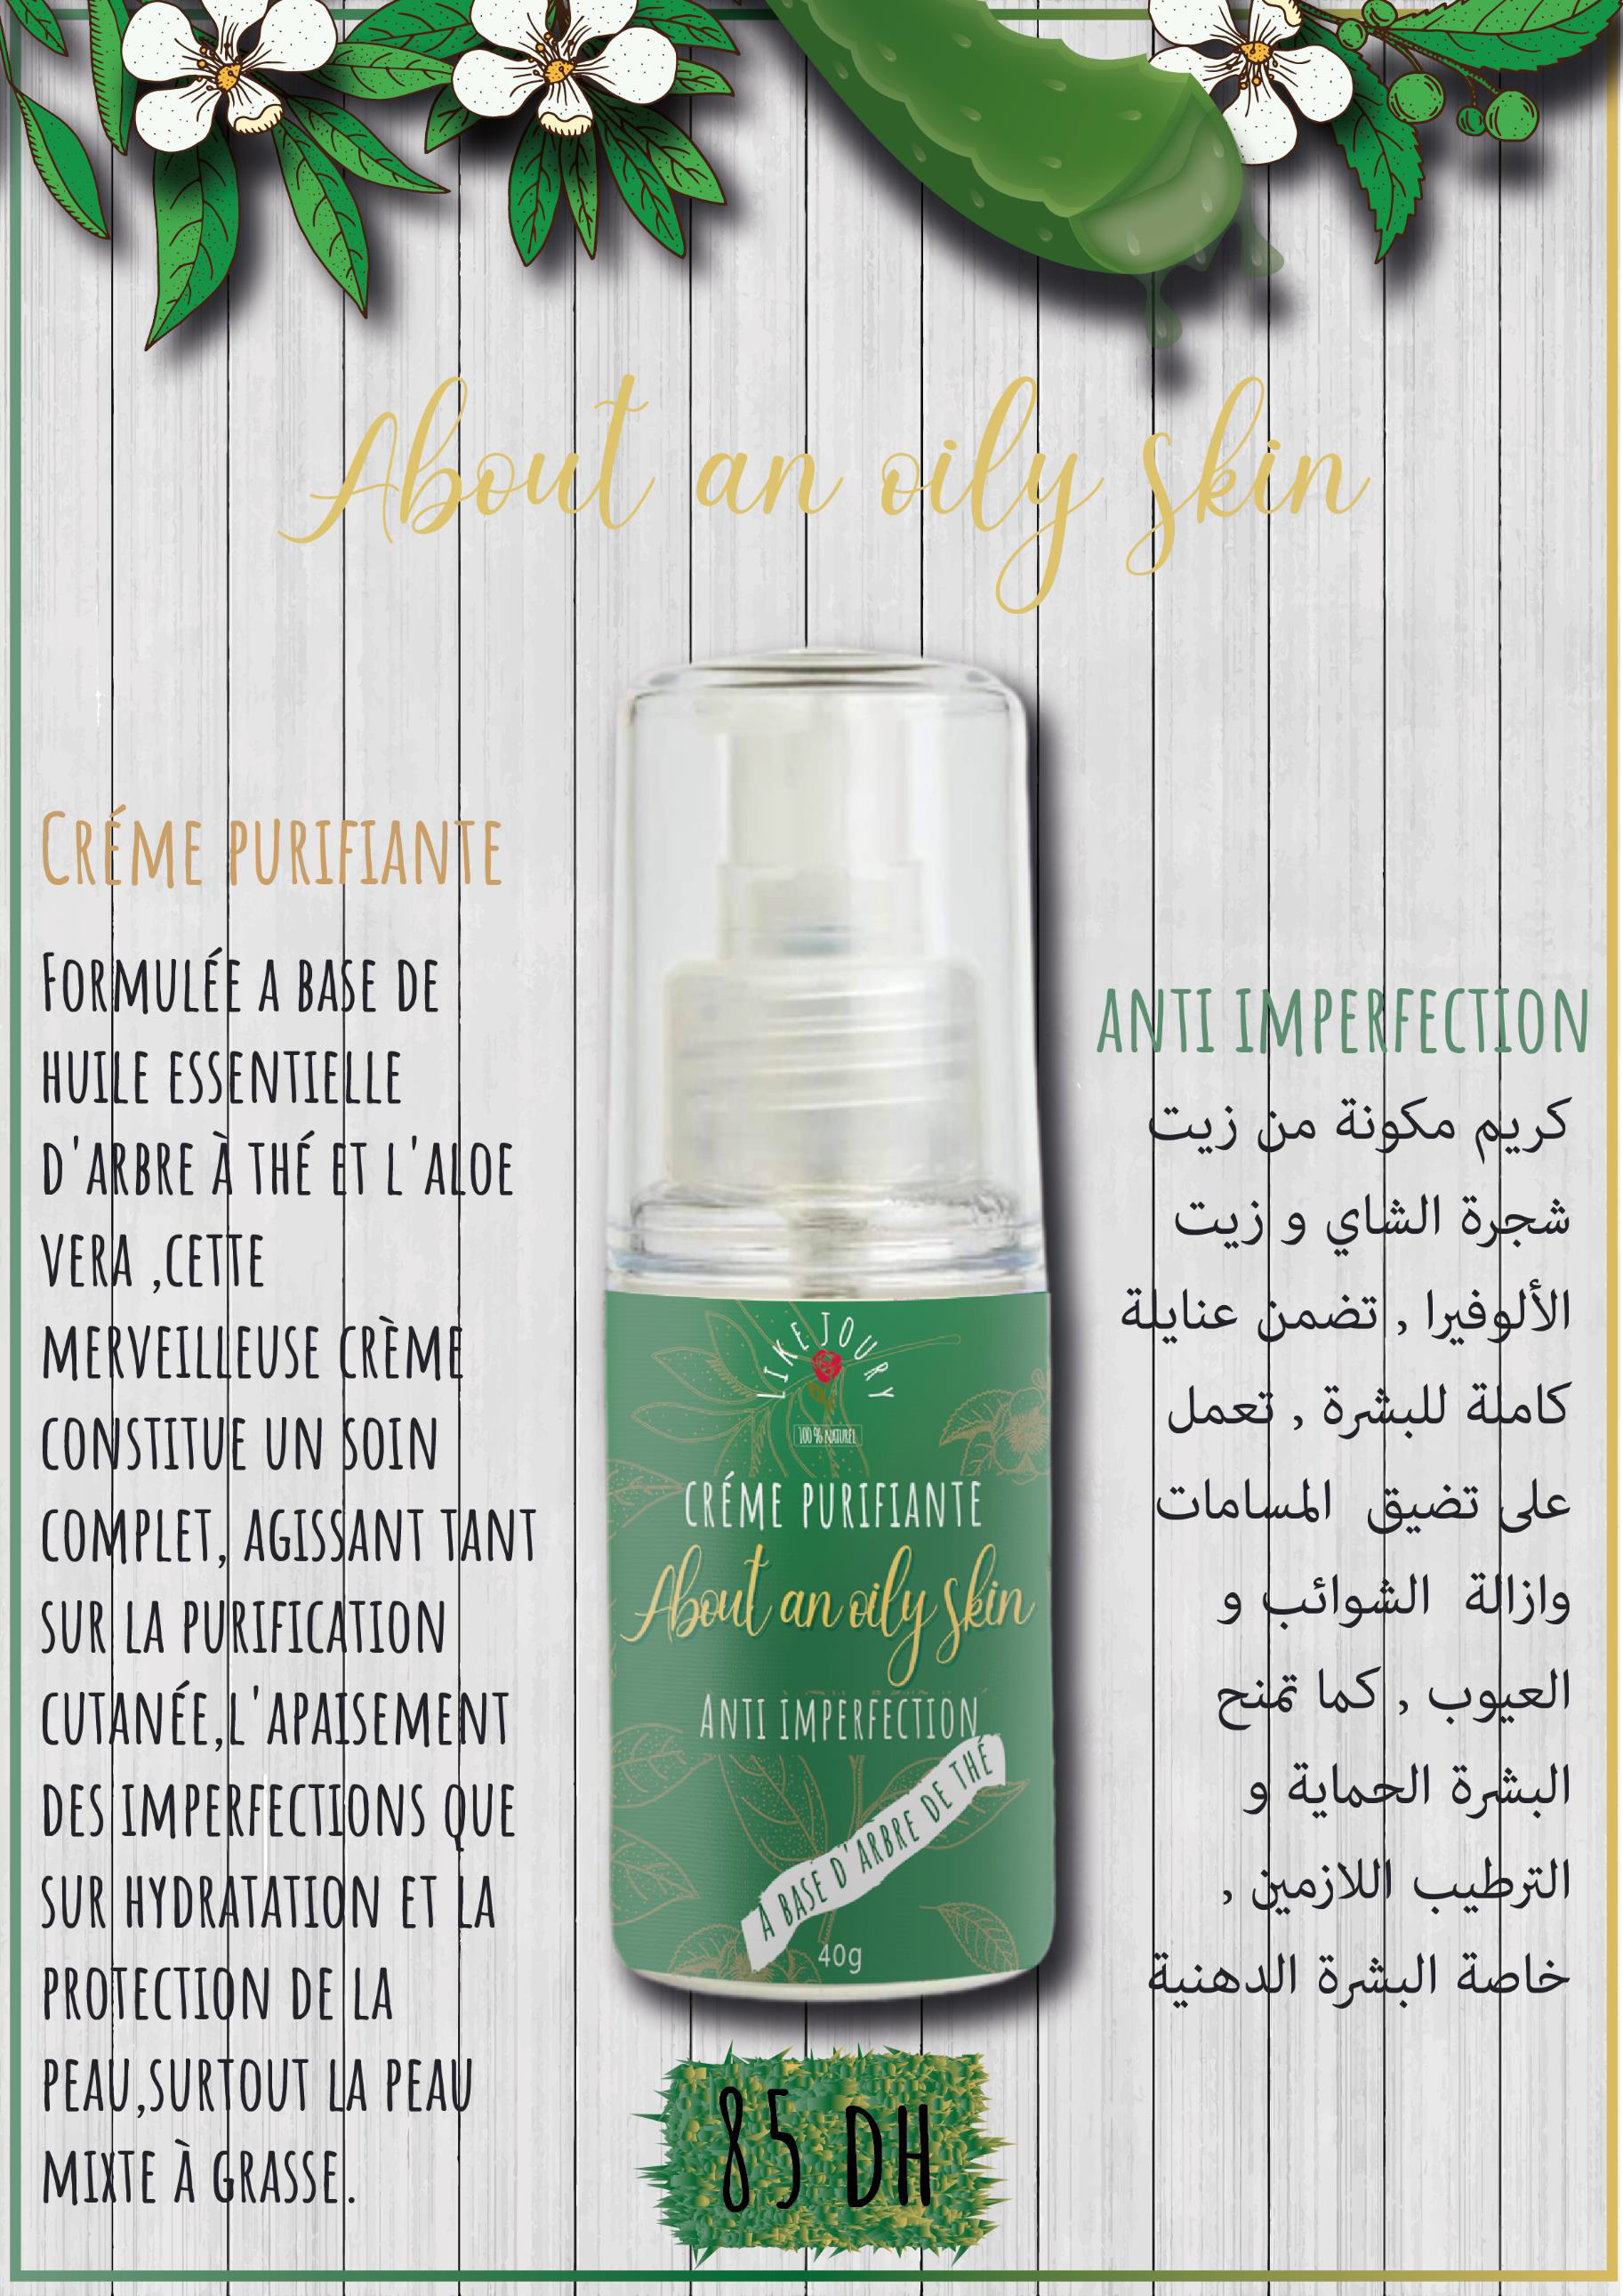 About an oily skin
Créme purifiante
Formulée a base de
huile essentielle
d'arbre à thé et l'aloe
vera ,cette
merveilleuse crème
constitue un soin
complet, agissant tant
sur la purification
cutanée,l'apaisement
des imperfections que
sur hydratation et la
protection de la
peau,surtout la peau
mixte à grasse.
LIKE JOURY
100 % NATUREL
CRÉME PURIFIANTE
About an oily skin
ANTI IMPERFECTION
À BASE D'ARBRE DE THÉ
40g
85 DH
ANTI IMPERFECTION
كريم مكونة من زيت
شجرة الشاي و زيت
الألوفيرا , تضمن عنايلة
كاملة للبشرة , تعمل
على تضيق المسامات
وازالة الشوائب و
العيوب , كما تمنح
البشرة الحماية و
الترطيب اللازمين ,
خاصة البشرة الدهنية